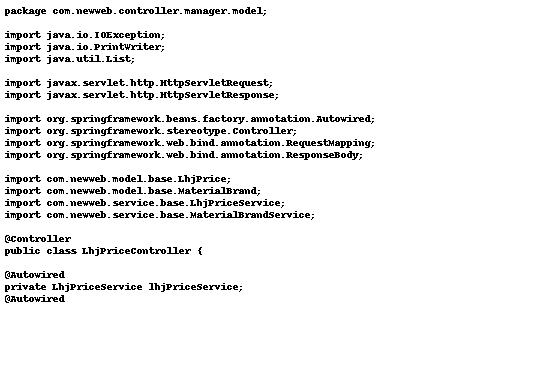 package com.newweb.controller.manager.model;
import java.io.IOException;
import java.io.PrintWriter;
import java.util.List;
import javax.servlet.http.HttpServletRequest;
import javax.servlet.http.HttpServletResponse;
import org.springframework.beans.factory.annotation.Autowired;
import org.springframework.stereotype.Controller;
import org.springframework.web.bind.annotation.RequestMapping;
import org.springframework.web.bind.annotation.ResponseBody;
import com.newweb.model.base.LhjPrice;
import com.newweb.model.base.MaterialBrand;
import com.newweb.service.base.LhjPriceService;
import com.newweb.service.base.MaterialBrandService;
@Controller
public class LhjPriceController {
@Autowired
private LhjPriceService lhjPriceService;
@Autowired